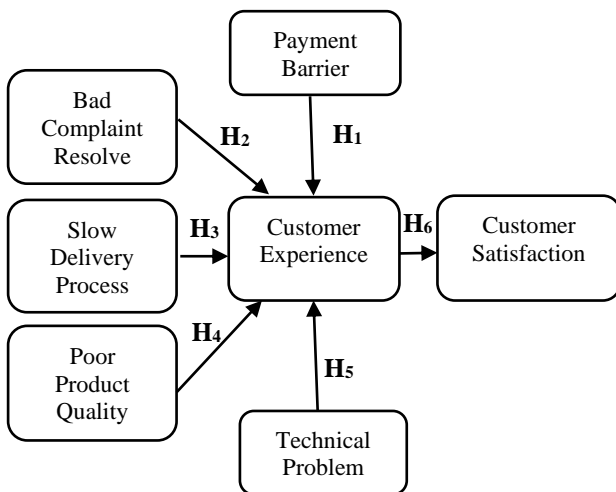 Payment
Barrier
Bad
Complaint
Resolve
H2
H1
Slow
Delivery
Process
H3
Customer
Experience
H6
Customer
Satisfaction
Poor
Product
Quality
H4
H5
Technical
Problem